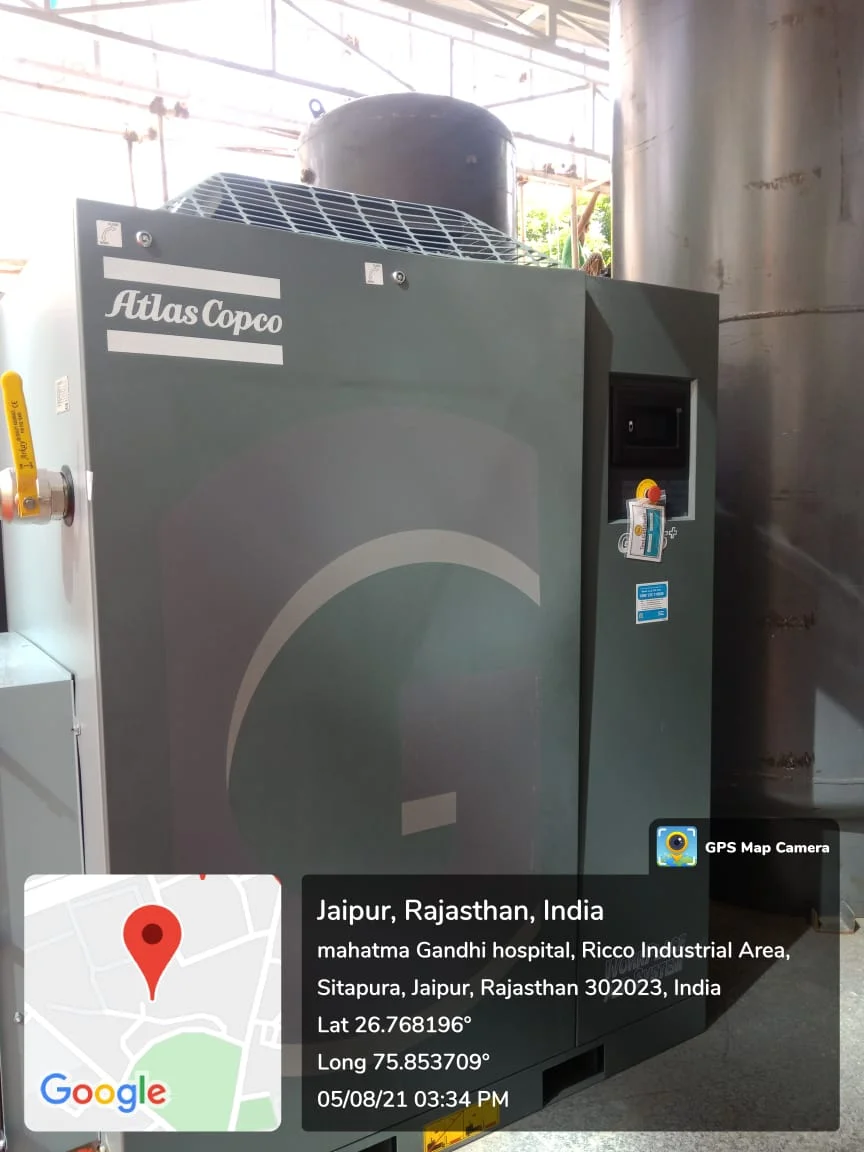 Atlas Copco
GPS Map Camera
Jaipur, Rajasthan, India
mahatma Gandhi hospital, Ricco Industrial Area,
Sitapura, Jaipur, Rajasthan 302023, India
Lat 26.768196°
Long 75.853709°
05/08/21 03:34 PM
Google